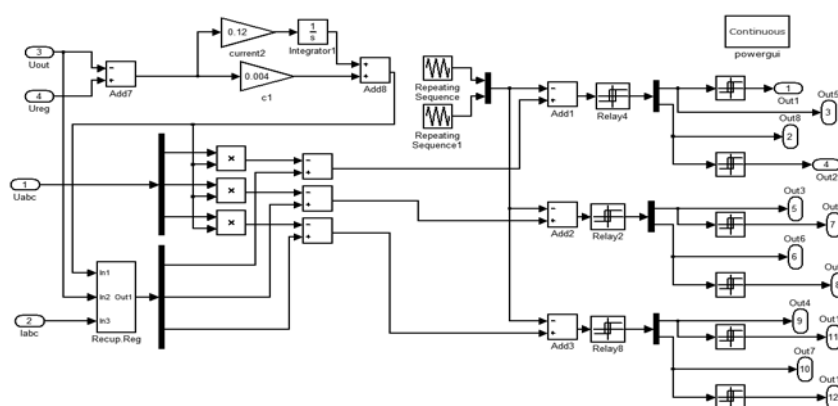 Continuous
powergui
3
Uout
4
Ureg
-
+
Add7
0.12
current2
1
s
Integrator1
0.004
c1
+
+
Add8
Repeating
Sequence
Repeating
Sequence1
-
+
Add1
Relay4
1
Out1
Out5
3
Out8
2
4
Out2
1
Uabc
×
×
×
-
+
-
+
-
+
-
+
Add2
Relay2
Out3
5
7
Out6
6
In1
In2
In3
Out1
Recup.Reg
2
Iabc
-
+
Add3
Relay8
Out4
9
11
Out7
10
12